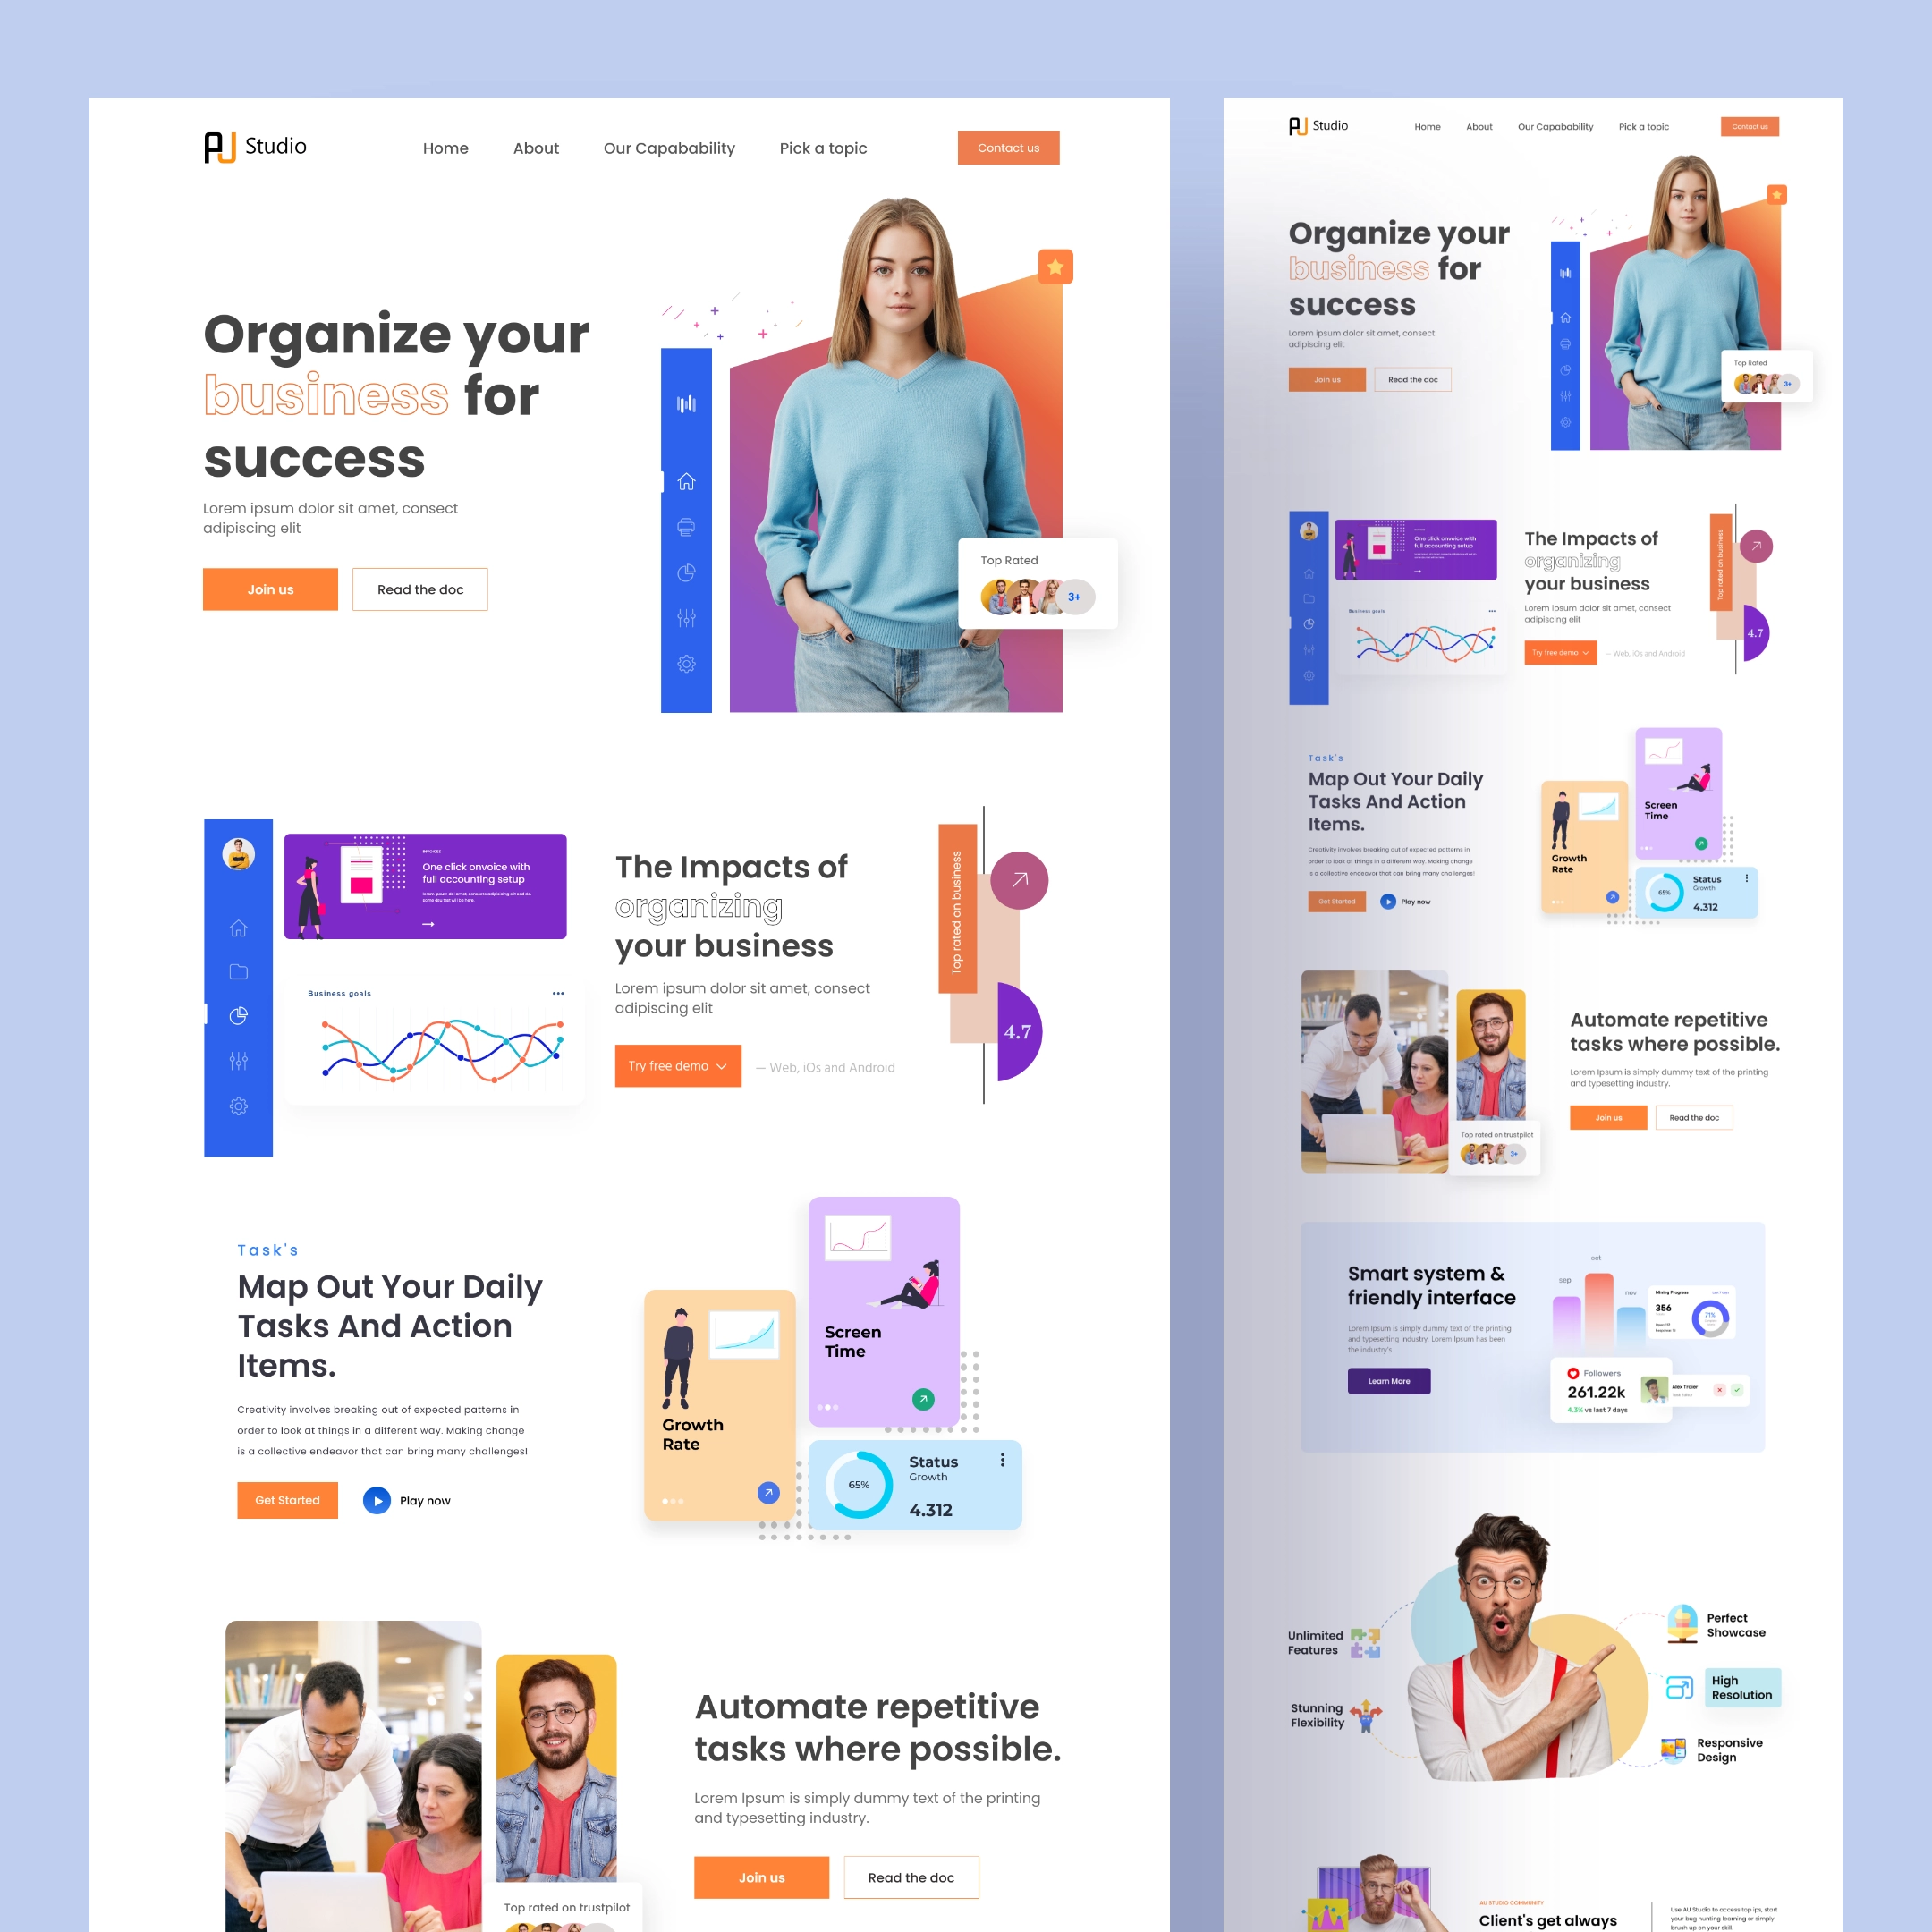 AU Studio
Home About Our Capabability Pick a topic
Contact us
Organize your
business for
success
Lorem ipsum dolor sit amet, consect
adipiscing elit
Join us
Read the doc
Top Rated
3+
INVOICES
One click onvoice with
full accounting setup
Business goals
The Impacts of
organizing
your business
Lorem ipsum dolor sit amet, consect
adipiscing elit
Try free demo
— Web, iOs and Android
Top rated on business
4.7
Task's
Map Out Your Daily
Tasks And Action
Items.
Creativity involves breaking out of expected patterns in
order to look at things in a different way. Making change
is a collective endeavor that can bring many challenges!
Get Started
Play now
Growth
Rate
Screen
Time
65%
Status
Growth
4.312
Automate repetitive
tasks where possible.
Lorem Ipsum is simply dummy text of the printing
and typesetting industry.
Join us
Read the doc
Top rated on trustpilot
AU Studio
Home About Our Capabability Pick a topic
Contact us
Organize your
business for
success
Lorem ipsum dolor sit amet, consect
adipiscing elit
Join us
Read the doc
Top Rated
3+
One click onvoice with
full accounting setup
Business goals
The Impacts of
organizing
your business
Lorem ipsum dolor sit amet, consect
adipiscing elit
Try free demo
— Web, iOs and Android
Top rated on business
4.7
Task's
Map Out Your Daily
Tasks And Action
Items.
Creativity involves breaking out of expected patterns in
order to look at things in a different way. Making change
is a collective endeavor that can bring many challenges!
Get Started
Play now
Growth
Rate
Screen
Time
65%
Status
Growth
4.312
Automate repetitive
tasks where possible.
Lorem Ipsum is simply dummy text of the printing
and typesetting industry.
Join us
Read the doc
Top rated on trustpilot
3+
Smart system &
friendly interface
Lorem Ipsum is simply dummy text of the printing
and typesetting industry. Lorem Ipsum has been
the industry's
Learn More
sep
oct
nov
Mining Progress
356
71%
Followers
261.22k
4.3% vs last 7 days
Alex Troler
Unlimited
Features
Stunning
Flexibility
Perfect
Showcase
High
Resolution
Responsive
Design
AU STUDIO COMMUNITY
Client's get always
Use AU Studio to access top ips, start
your bug hunting learning or simply
brush up on your skill.